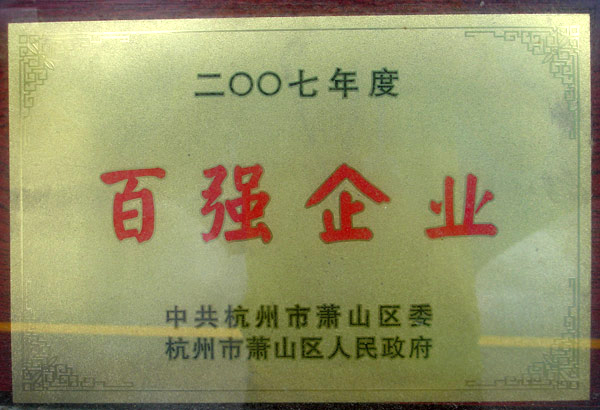 二〇〇七年度
百强企业
中共杭州市萧山区委
杭州市萧山区人民政府